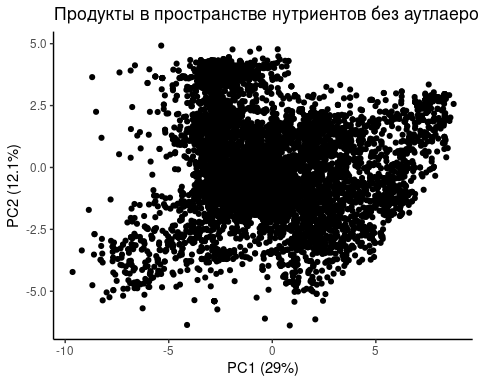 Продукты в пространстве нутриентов без аутлаеро
5.0
2.5
0.0
-2.5
-5.0
PC2 (12.1%)
-10 -5 0 5
PC1 (29%)